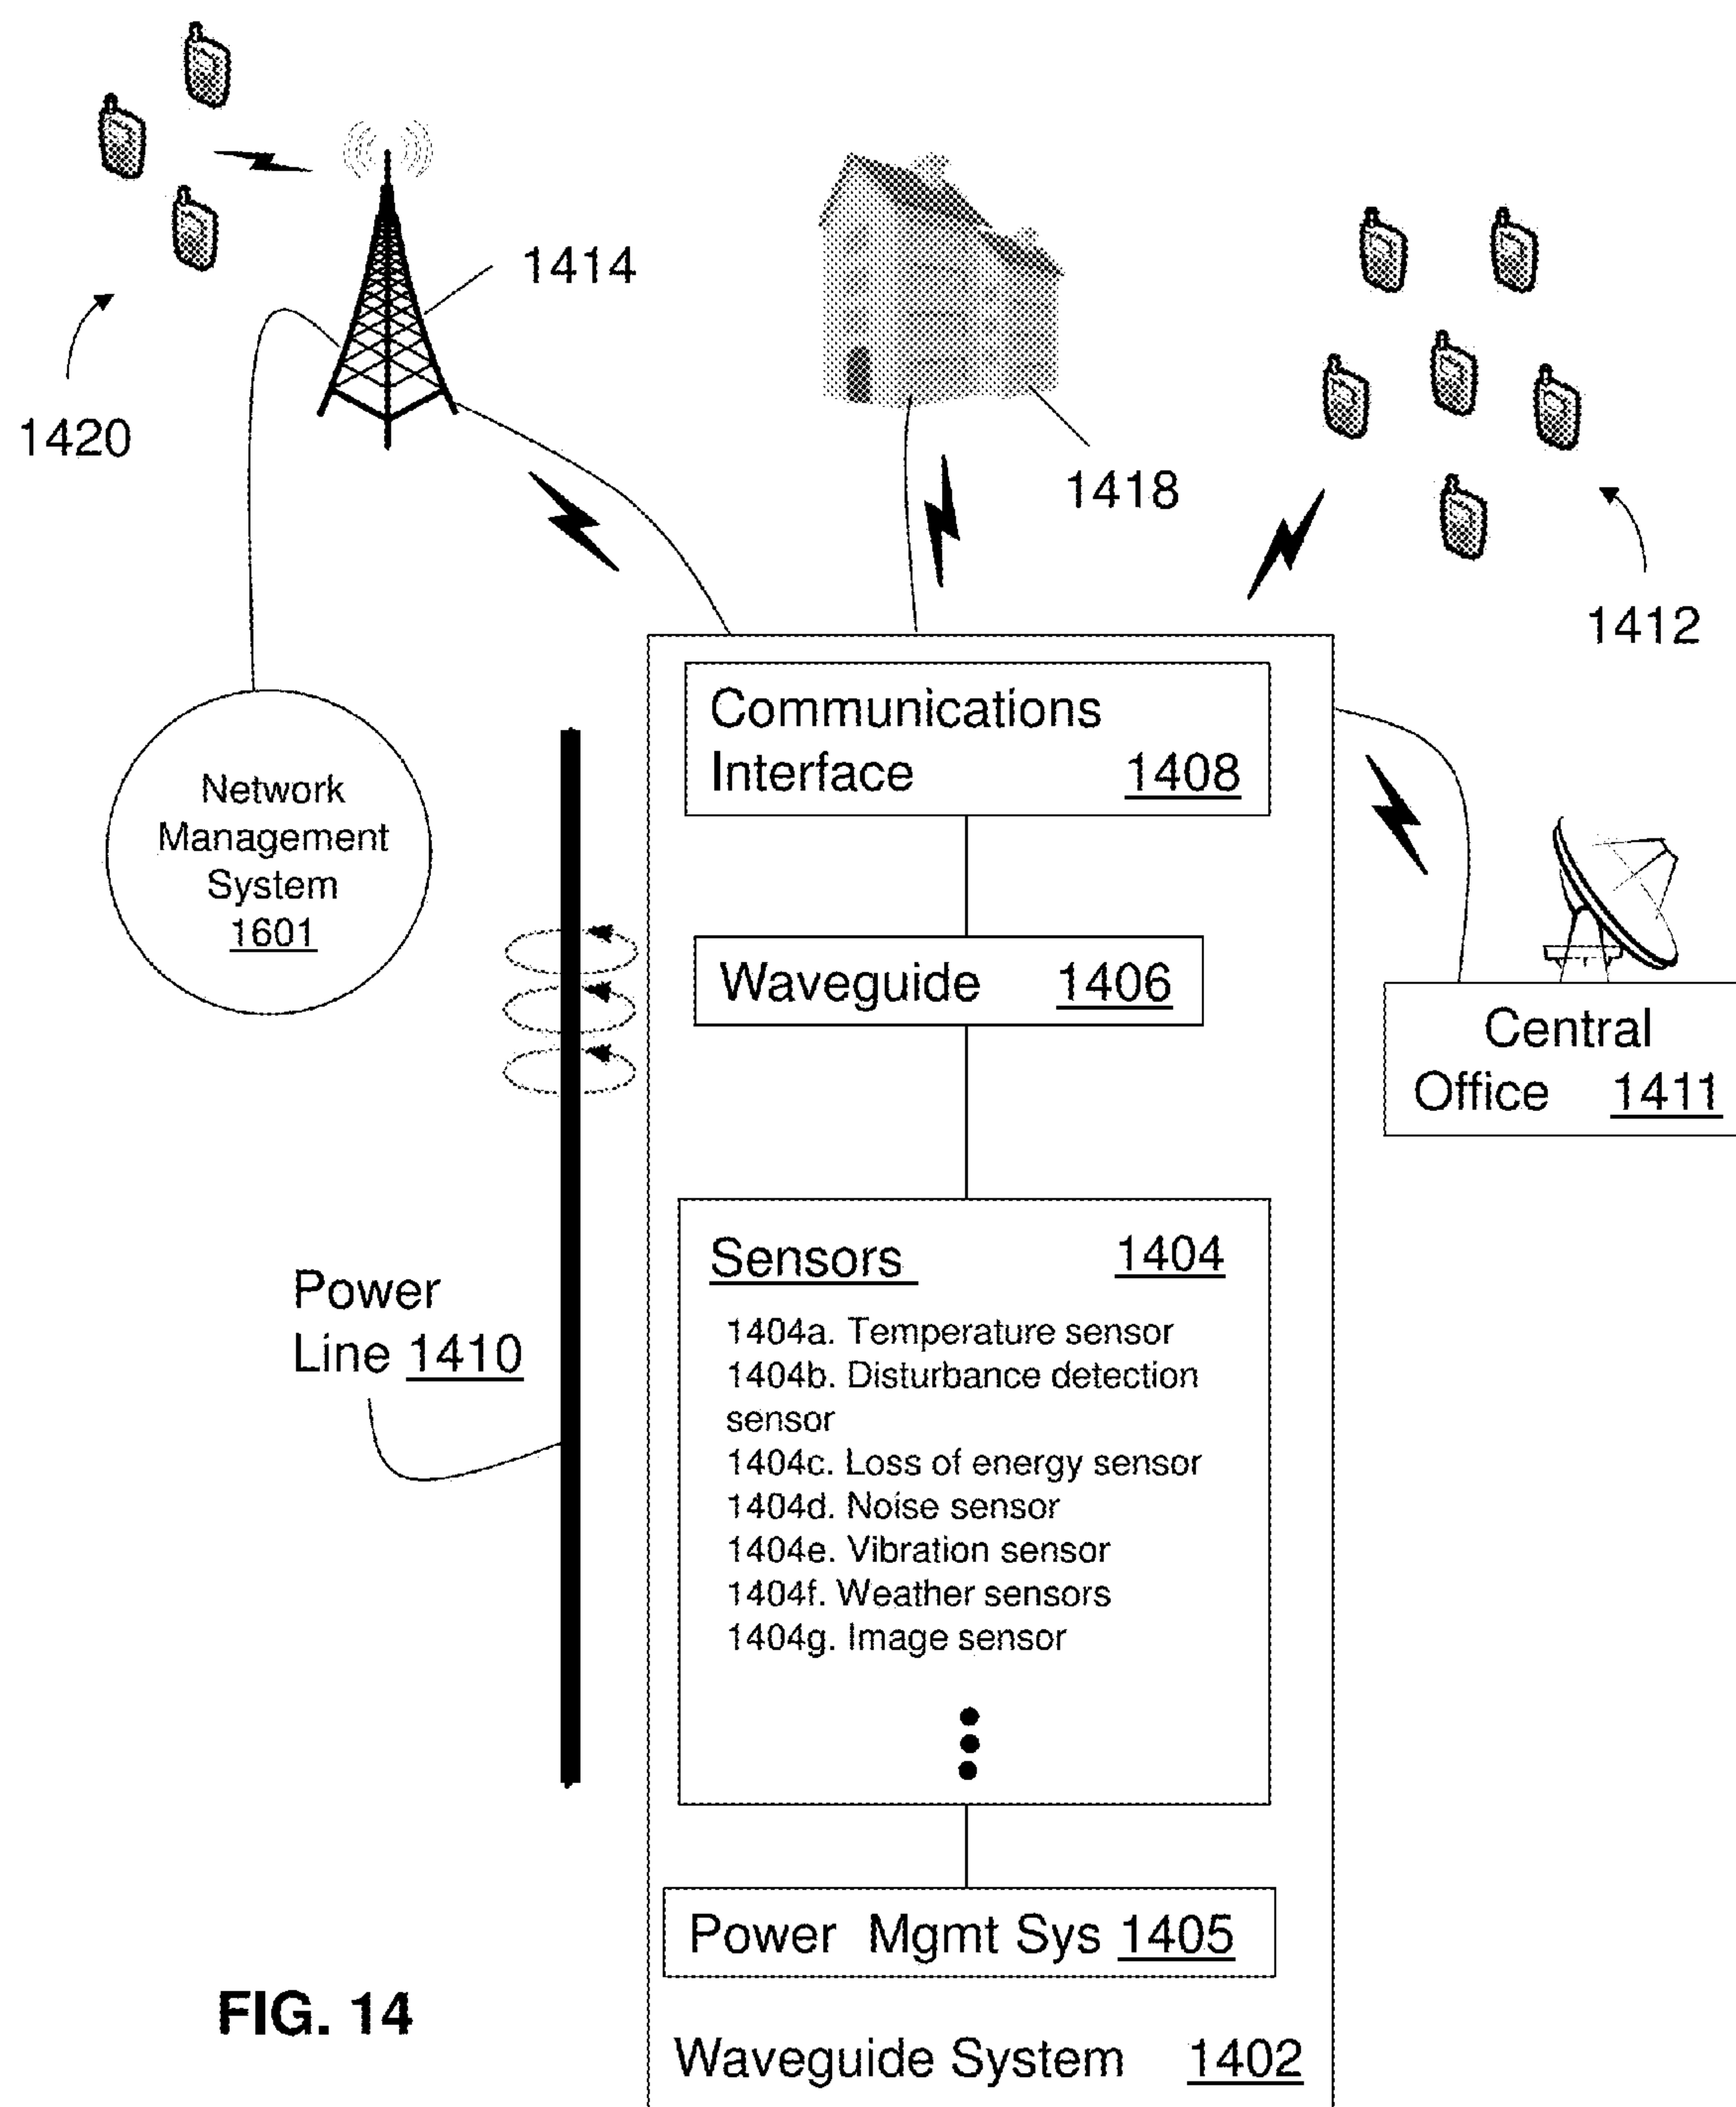 1414
1420
1418
1412
Communications
Interface 1408
Network
Management
System
1601
Waveguide 1406
Central
Office 1411
Sensors 1404
1404a. Temperature sensor
1404b. Disturbance detection
sensor
1404c. Loss of energy sensor
1404d. Noise sensor
1404e. Vibration sensor
1404f. Weather sensors
1404g. Image sensor
Power
Line 1410
Power Mgmt Sys 1405
FIG. 14
Waveguide System 1402